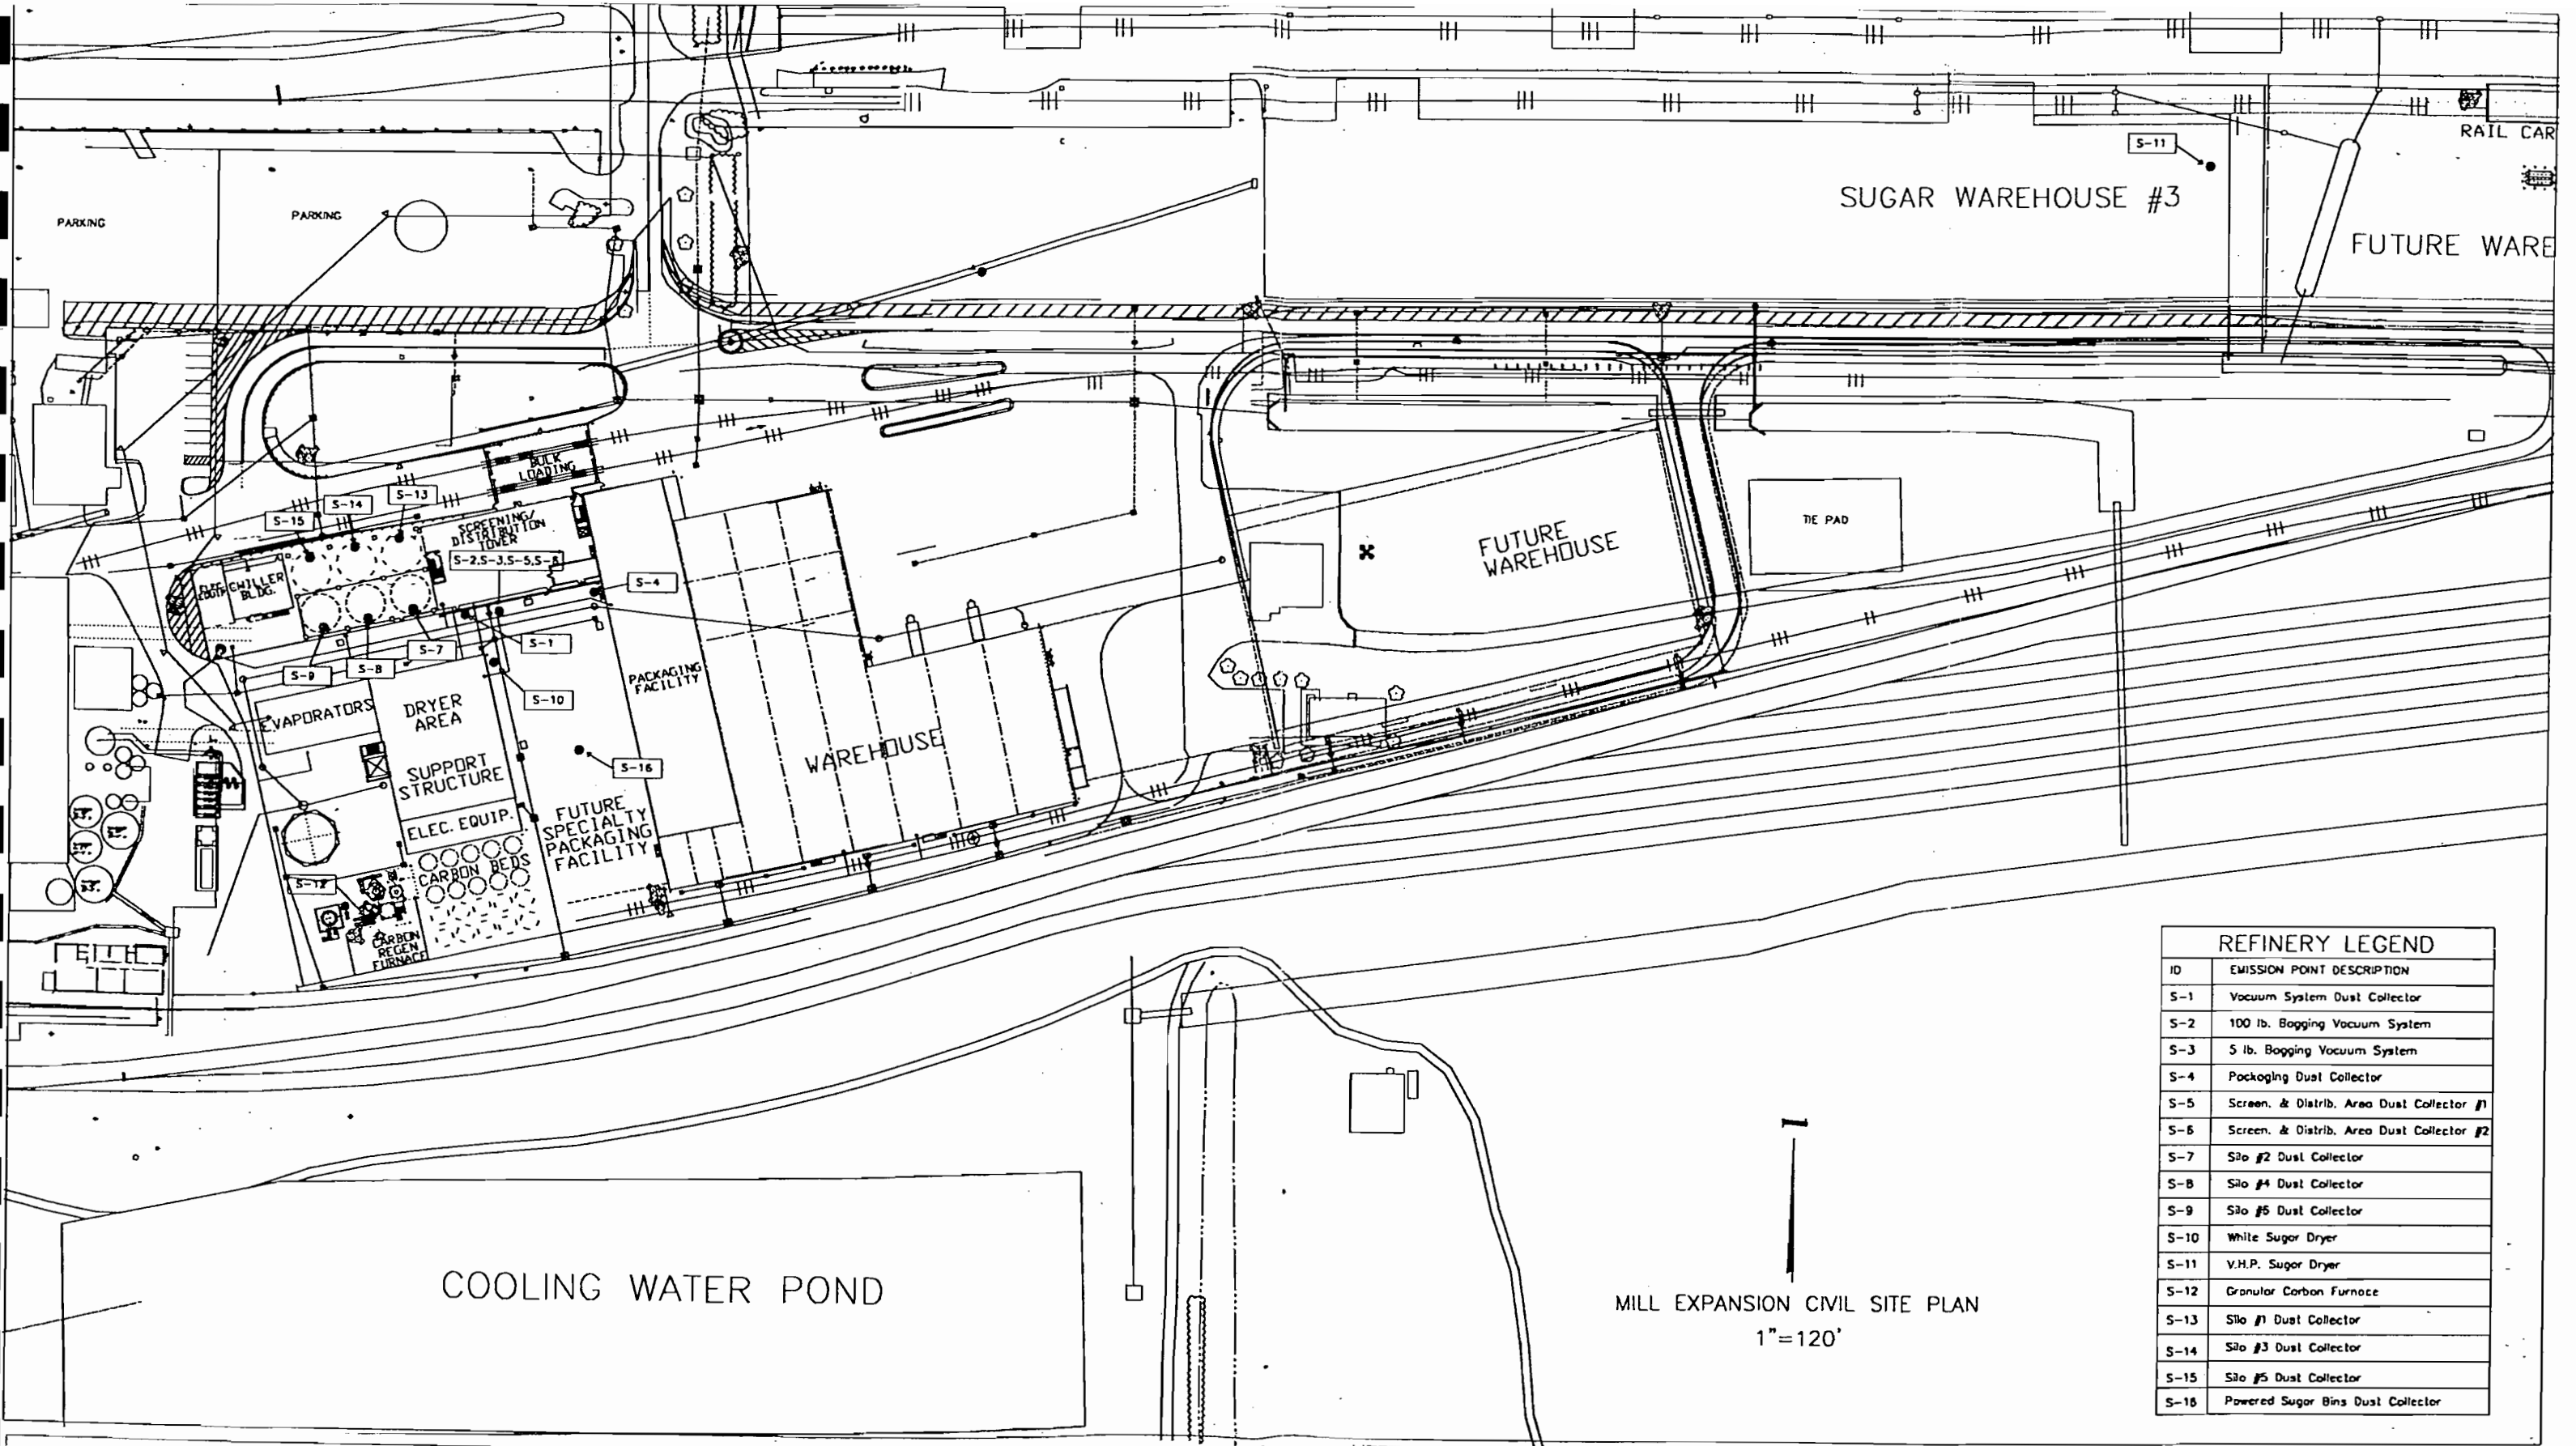 RAIL CAR
S-11
SUGAR WAREHOUSE #3
FUTURE WARE
PARKING
PARKING
BULK
LOADING
S-13
S-14
S-15
SCREENING/
DISTRIBUTION
TOWER
S-2,S-3,S-5,S-6
S-4
ELEC.
EQUIP.
CHILLER
BLDG.
S-1
S-7
S-8
S-9
S-10
S-16
PACKAGING
FACILITY
WAREHOUSE
FUTURE
WAREHOUSE
TIE PAD
EVAPORATORS
DRYER
AREA
SUPPORT
STRUCTURE
ELEC. EQUIP.
CARBON BEDS
FUTURE
SPECIALTY
PACKAGING
FACILITY
S-12
CARBON
REGEN
FURNACE
COOLING WATER POND
MILL EXPANSION CIVIL SITE PLAN
1"=120'
REFINERY LEGEND
ID EMISSION POINT DESCRIPTION
S-1 Vacuum System Dust Collector
S-2 100 lb. Bagging Vacuum System
S-3 5 lb. Bagging Vacuum System
S-4 Packaging Dust Collector
S-5 Screen. & Distrib. Area Dust Collector #1
S-6 Screen. & Distrib. Area Dust Collector #2
S-7 Silo #2 Dust Collector
S-8 Silo #4 Dust Collector
S-9 Silo #6 Dust Collector
S-10 White Sugar Dryer
S-11 V.H.P. Sugar Dryer
S-12 Granular Carbon Furnace
S-13 Silo #1 Dust Collector
S-14 Silo #3 Dust Collector
S-15 Silo #5 Dust Collector
S-16 Powered Sugar Bins Dust Collector